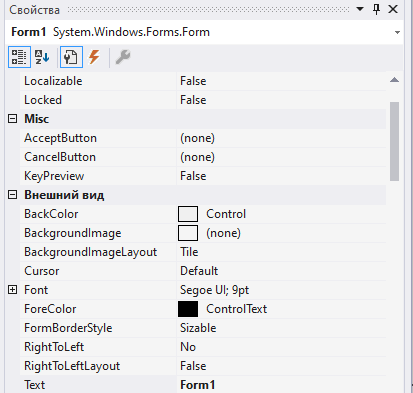 Свойства
Form1 System.Windows.Forms.Form
Localizable False
Locked False
Misc
AcceptButton (none)
CancelButton (none)
KeyPreview False
Внешний вид
BackColor Control
BackgroundImage (none)
BackgroundImageLayout Tile
Cursor Default
Font Segoe UI; 9pt
ForeColor ControlText
FormBorderStyle Sizable
RightToLeft No
RightToLeftLayout False
Text Form1